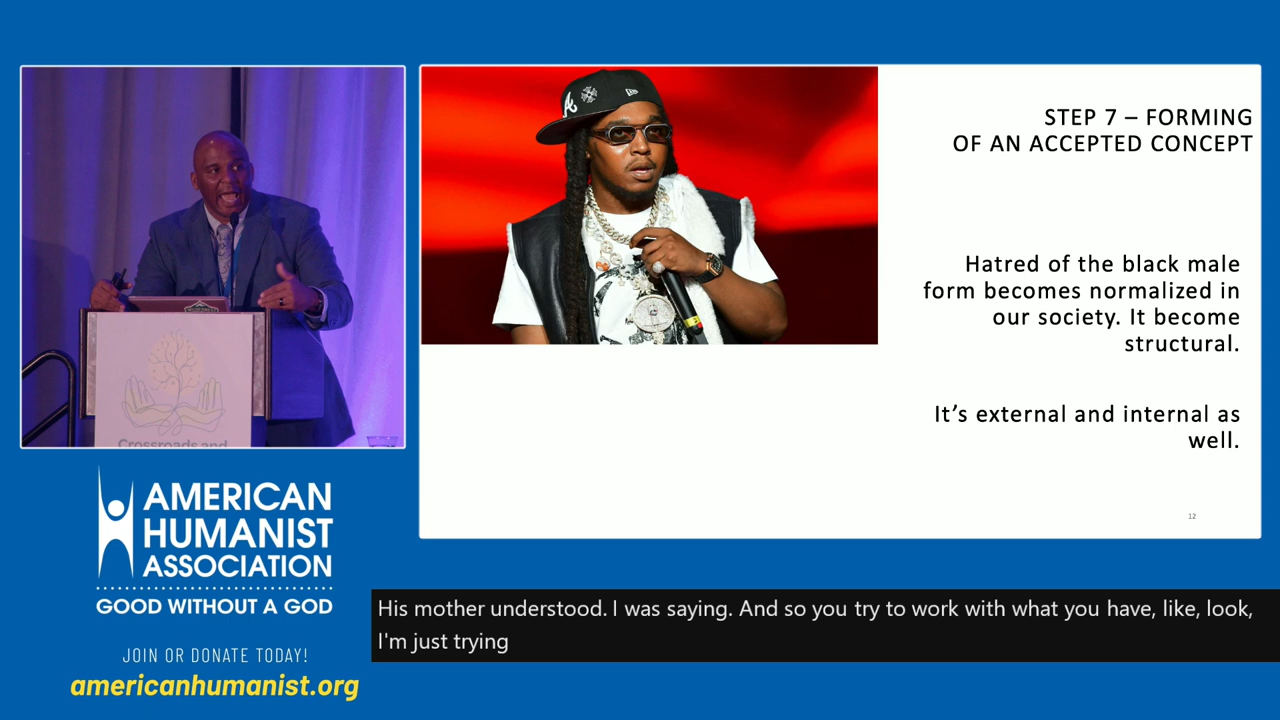 STEP 7 – FORMING
OF AN ACCEPTED CONCEPT
Hatred of the black male
form becomes normalized in
our society. It become
structural.
It’s external and internal as
well.
12
A
Crossroads and
AMERICAN
HUMANIST
ASSOCIATION
GOOD WITHOUT A GOD
JOIN OR DONATE TODAY!
americanhumanist.org
His mother understood. I was saying. And so you try to work with what you have, like, look,
I'm just trying